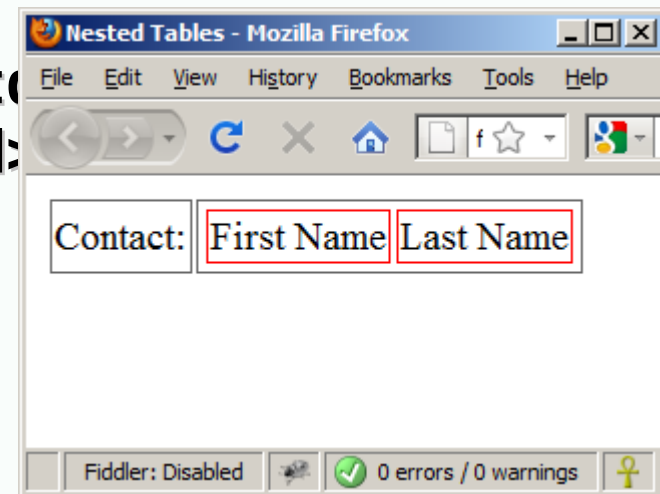 Nested Tables - Mozilla Firefox
File Edit View History Bookmarks Tools Help
f
Contact: First Name Last Name
Fiddler: Disabled 0 errors / 0 warnings